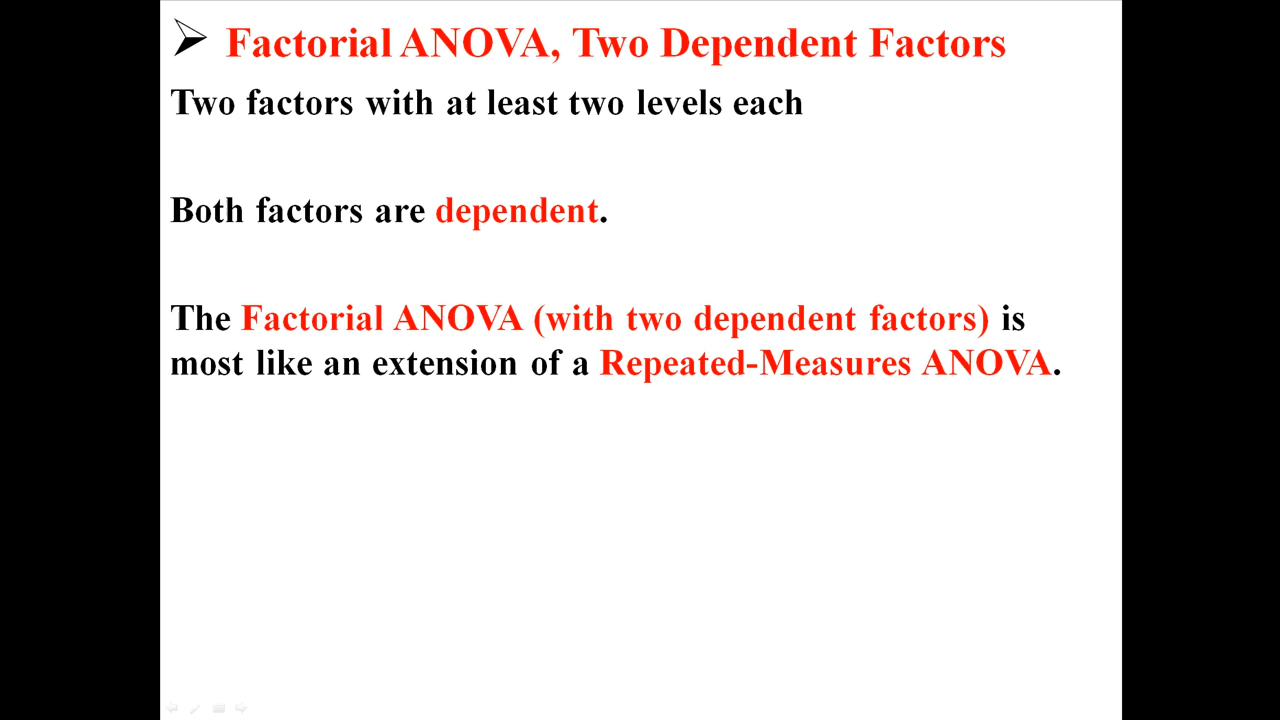 Factorial ANOVA, Two Dependent Factors
Two factors with at least two levels each
Both factors are dependent.
The Factorial ANOVA (with two dependent factors) is
most like an extension of a Repeated-Measures ANOVA.